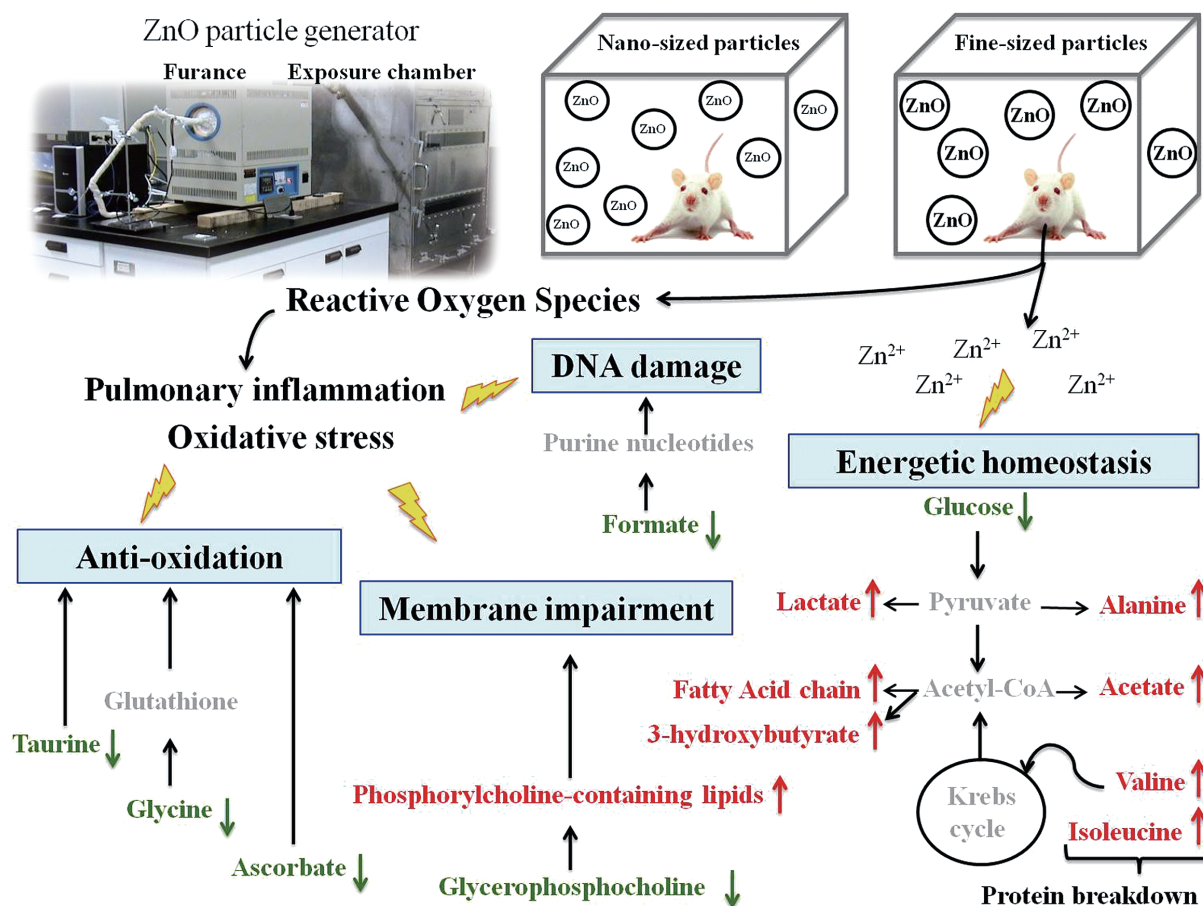 ZnO particle generator
Furance
Exposure chamber
Nano-sized particles
ZnO
ZnO
ZnO
ZnO
ZnO
ZnO
ZnO
ZnO
Fine-sized particles
ZnO
ZnO
ZnO
ZnO
ZnO
ZnO
Reactive Oxygen Species
Zn2+
Zn2+
Zn2+
Zn2+
Zn2+
Pulmonary inflammation
Oxidative stress
DNA damage
Purine nucleotides
Formate
Energetic homeostasis
Glucose
Anti-oxidation
Glutathione
Taurine
Glycine
Ascorbate
Membrane impairment
Phosphorylcholine-containing lipids
Glycerophosphocholine
Lactate
Pyruvate
Alanine
Fatty Acid chain
Acetyl-CoA
Acetate
3-hydroxybutyrate
Krebs
cycle
Valine
Isoleucine
Protein breakdown